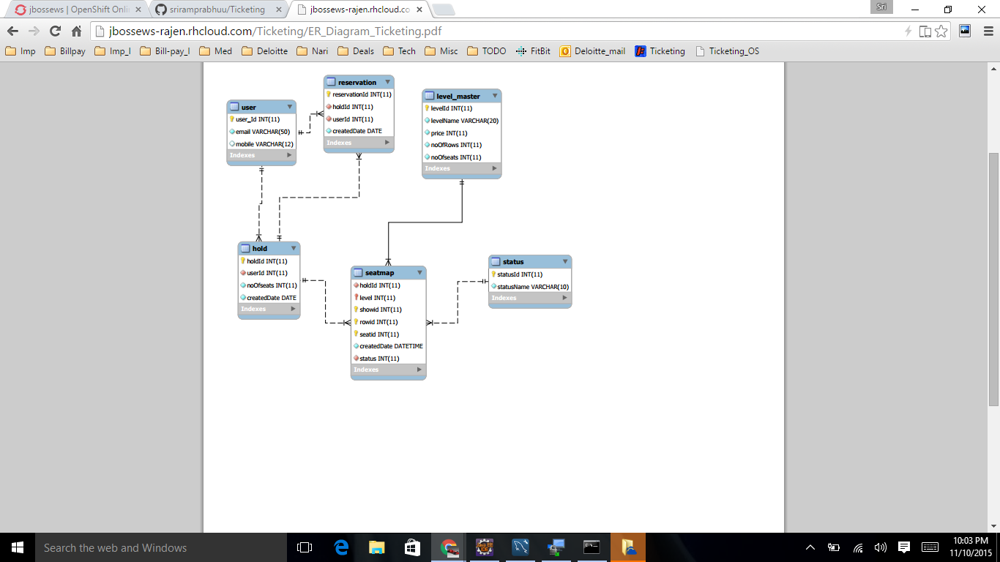 jbossews | OpenShift Onli
sriramprabhuu/Ticketing
jbossews-rajen.rhcloud.co
Sri
jbossews-rajen.rhcloud.com/Ticketing/ER_Diagram_Ticketing.pdf
Imp
Billpay
Imp_I
Bill-pay_I
Med
Deloitte
Nari
Deals
Tech
Misc
TODO
FitBit
Deloitte_mail
Ticketing
Ticketing_OS
reservation
reservationId INT(11)
holdId INT(11)
userId INT(11)
createdDate DATE
Indexes
level_master
levelId INT(11)
levelName VARCHAR(20)
price INT(11)
noOfRows INT(11)
noOfseats INT(11)
Indexes
user
user_Id INT(11)
email VARCHAR(50)
mobile VARCHAR(12)
Indexes
hold
holdId INT(11)
userId INT(11)
noOfseats INT(11)
createdDate DATE
Indexes
seatmap
holdId INT(11)
level INT(11)
showid INT(11)
rowid INT(11)
seatid INT(11)
createdDate DATETIME
status INT(11)
Indexes
status
statusId INT(11)
statusName VARCHAR(10)
Indexes
Search the web and Windows
10:03 PM
11/10/2015